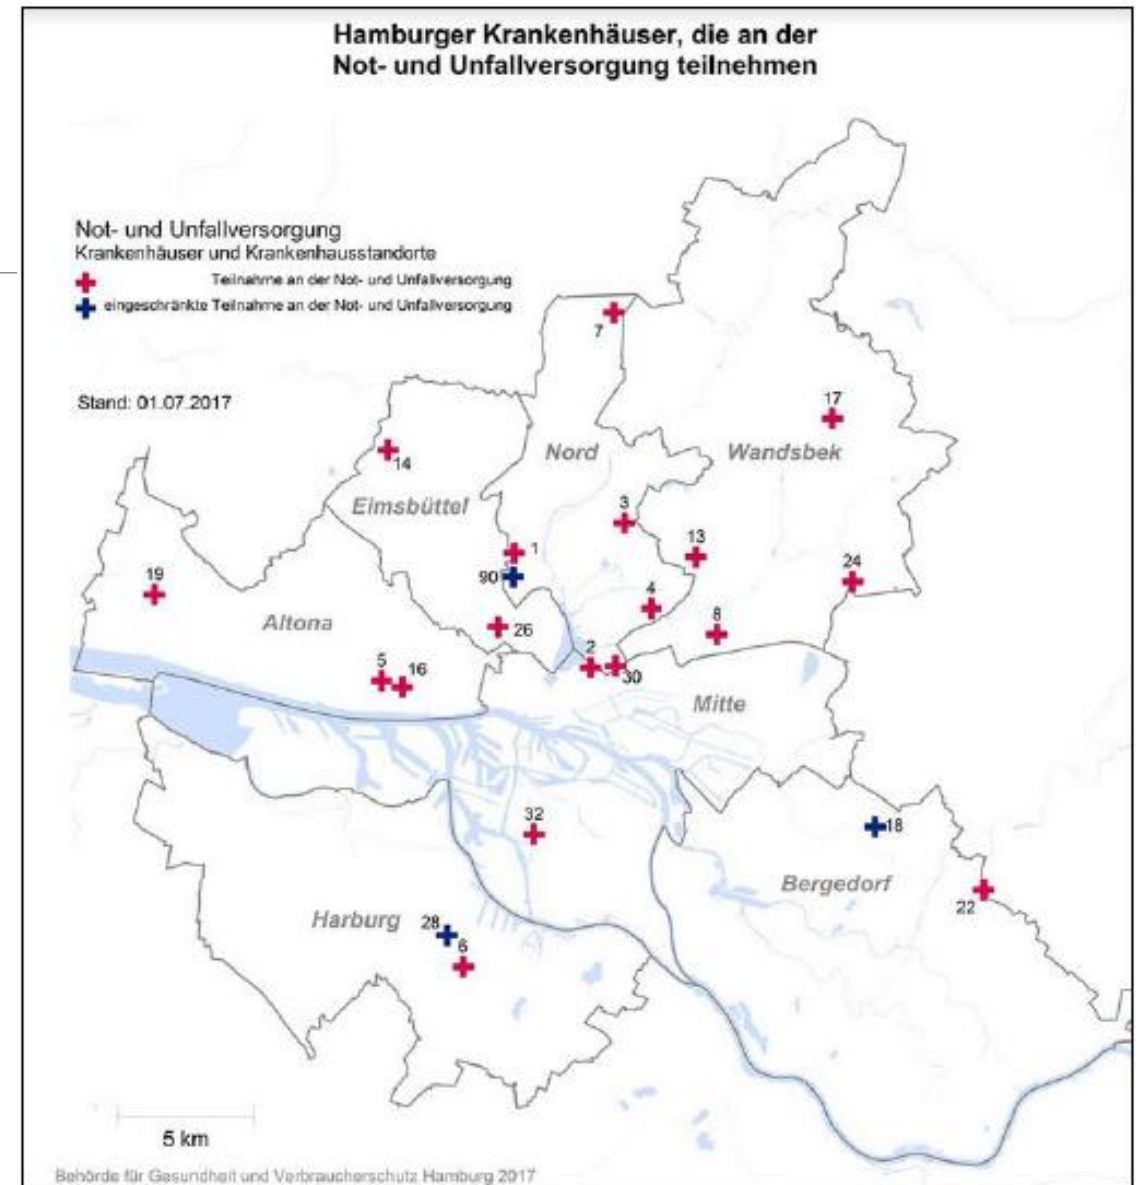 Hamburger Krankenhäuser, die an der
Not- und Unfallversorgung teilnehmen
Not- und Unfallversorgung
Krankenhäuser und Krankenhausstandorte
Teilnahme an der Not- und Unfallversorgung
eingeschränkte Teilnahme an der Not- und Unfallversorgung
7
Stand: 01.07.2017
17
Nord
Wandsbek
14
Eimsbüttel
3
13
1
24
19
90
4
Altona
26
8
2
5
16
30
Mitte
32
18
Bergedorf
22
Harburg
28
6
5 km
Behörde für Gesundheit und Verbraucherschutz Hamburg 2017